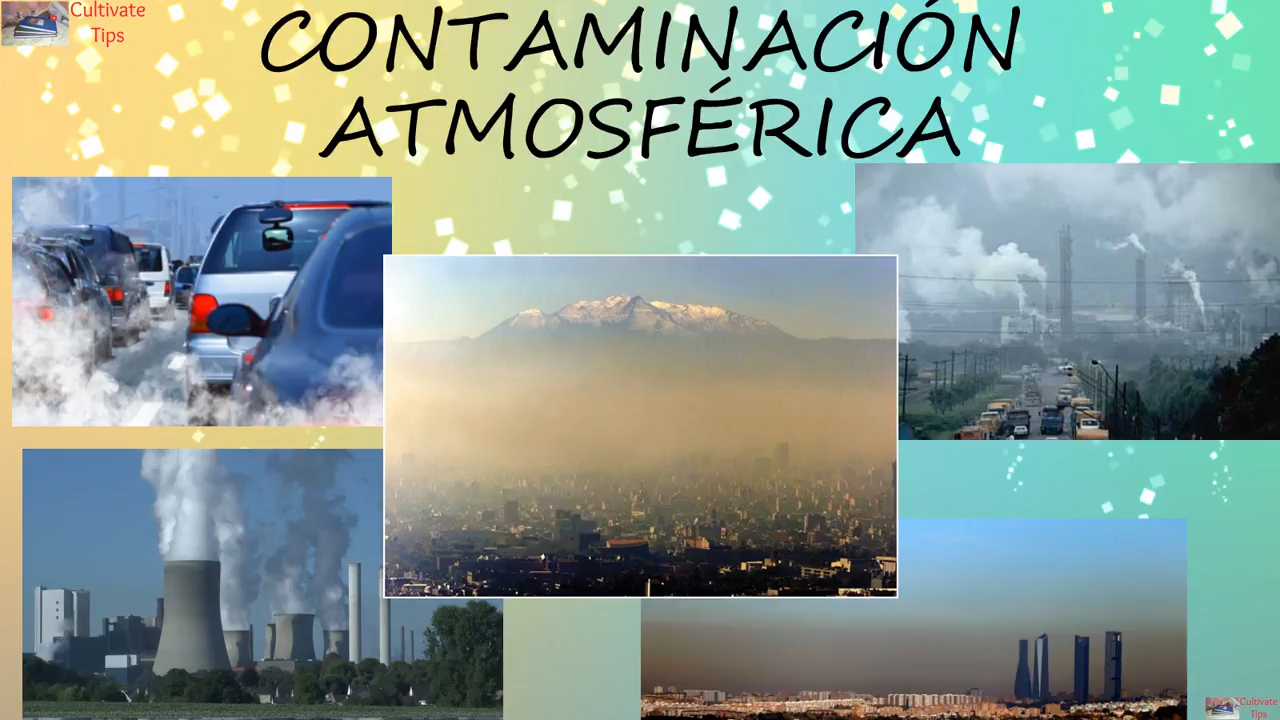 Cultivate
Tips
CONTAMINACIÓN
ATMOSFÉRICA
Cultivate
Tips